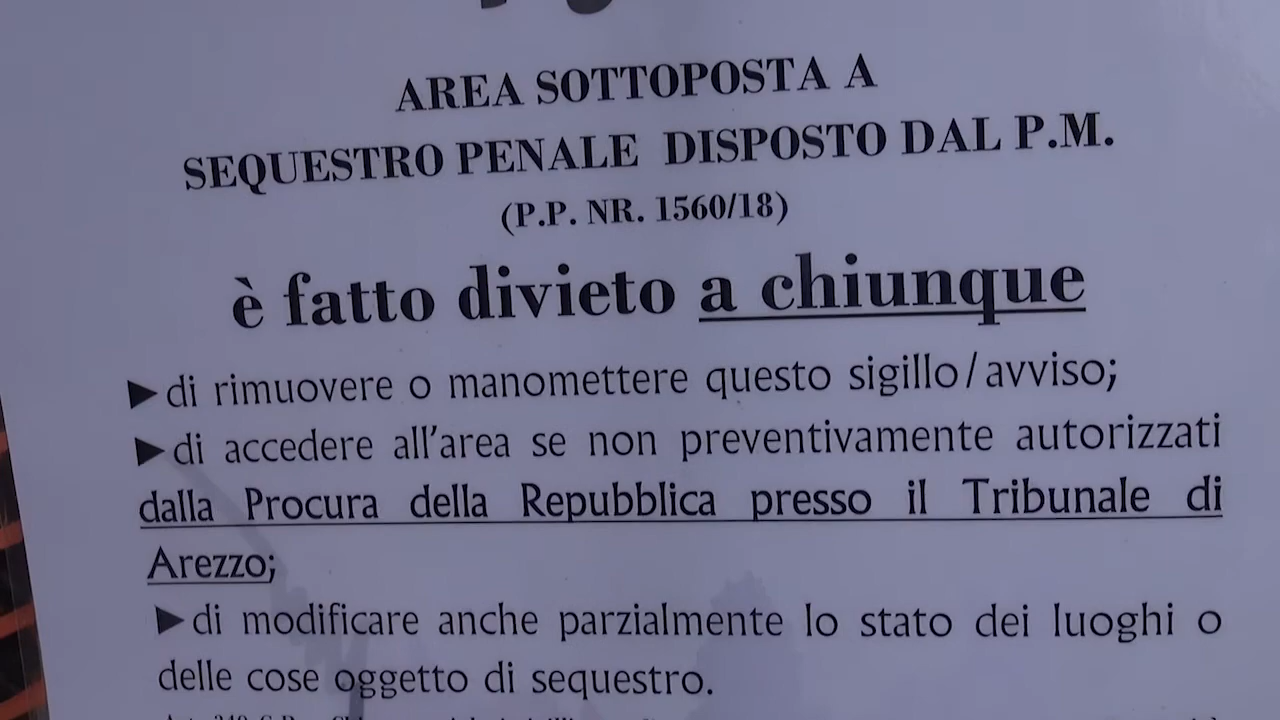 AREA SOTTOPOSTA A
SEQUESTRO PENALE DISPOSTO DAL P.M.
(P.P. NR. 1560/18)
è fatto divieto a chiunque
►di rimuovere o manomettere questo sigillo/avviso;
►di accedere all'area se non preventivamente autorizzati
dalla Procura della Repubblica presso il Tribunale di
Arezzo;
►di modificare anche parzialmente lo stato dei luoghi o
delle cose oggetto di sequestro.